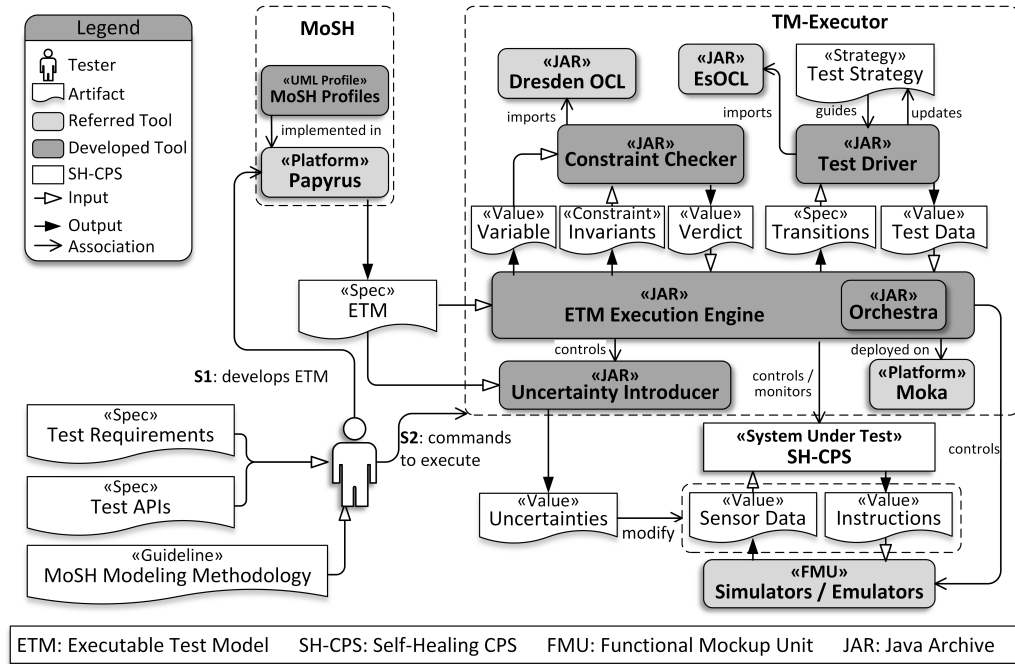 Legend
Tester
Artifact
Referred Tool
Developed Tool
SH-CPS
Input
Output
Association
MoSH
«UML Profile»
MoSH Profiles
implemented in
«Platform»
Papyrus
TM-Executor
«JAR»
Dresden OCL
«JAR»
EsOCL
«Strategy»
Test Strategy
imports
imports
guides
updates
«JAR»
Constraint Checker
«JAR»
Test Driver
«Value»
Variable
«Constraint»
Invariants
«Value»
Verdict
«Spec»
Transitions
«Value»
Test Data
«Spec»
ETM
«JAR»
ETM Execution Engine
«JAR»
Orchestra
controls
deployed on
«JAR»
Uncertainty Introducer
controls /
monitors
«Platform»
Moka
S1: develops ETM
S2: commands
to execute
«Spec»
Test Requirements
«Spec»
Test APIs
«Guideline»
MoSH Modeling Methodology
«System Under Test»
SH-CPS
controls
«Value»
Uncertainties
modify
«Value»
Sensor Data
«Value»
Instructions
«FMU»
Simulators / Emulators
ETM: Executable Test Model SH-CPS: Self-Healing CPS FMU: Functional Mockup Unit JAR: Java Archive